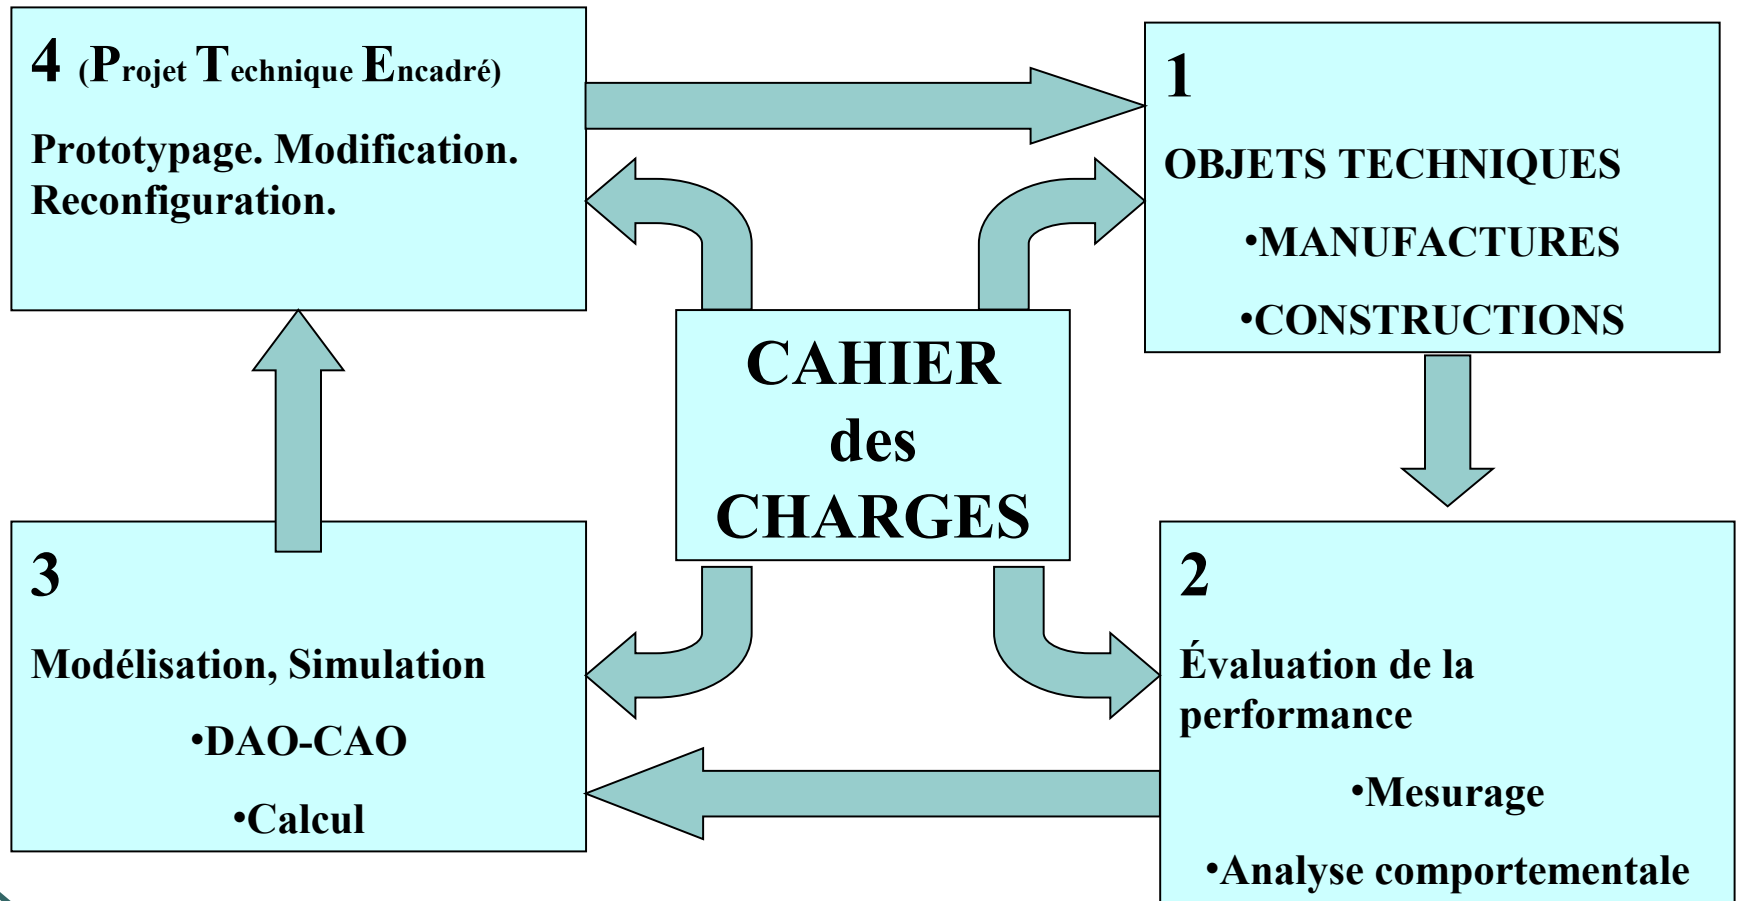 4 (Projet Technique Encadré)
Prototypage. Modification.
Reconfiguration.
1
OBJETS TECHNIQUES
•MANUFACTURES
•CONSTRUCTIONS
CAHIER
des
CHARGES
3
Modélisation, Simulation
•DAO-CAO
•Calcul
2
Évaluation de la
performance
•Mesurage
•Analyse comportementale